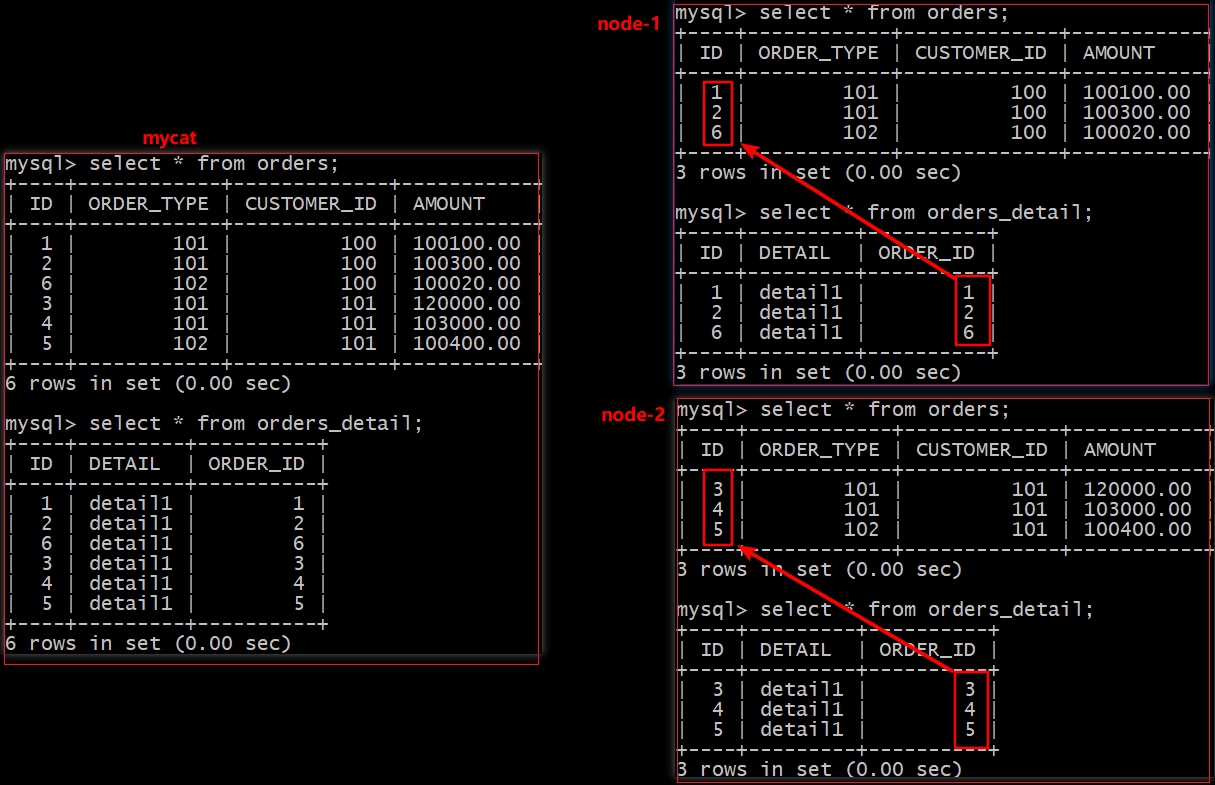 mycat
mysql> select * from orders;
+-----+------------+-------------+-----------
| ID | ORDER_TYPE | CUSTOMER_ID | AMOUNT
+-----+------------+-------------+-----------
| 1 | 101 | 100 | 100100.00
| 2 | 101 | 100 | 100300.00
| 6 | 102 | 100 | 100020.00
| 3 | 101 | 101 | 120000.00
| 4 | 101 | 101 | 103000.00
| 5 | 102 | 101 | 100400.00
+-----+------------+-------------+-----------
6 rows in set (0.00 sec)
mysql> select * from orders_detail;
+-----+---------+-----------+
| ID | DETAIL | ORDER_ID |
+-----+---------+-----------+
| 1 | detail1 | 1 |
| 2 | detail1 | 2 |
| 6 | detail1 | 6 |
| 3 | detail1 | 3 |
| 4 | detail1 | 4 |
| 5 | detail1 | 5 |
+-----+---------+-----------+
6 rows in set (0.00 sec)
node-1
mysql> select * from orders;
+-----+------------+-------------+-----------
| ID | ORDER_TYPE | CUSTOMER_ID | AMOUNT
+-----+------------+-------------+-----------
| 1 | 101 | 100 | 100100.00
| 2 | 101 | 100 | 100300.00
| 6 | 102 | 100 | 100020.00
+-----+------------+-------------+-----------
3 rows in set (0.00 sec)
mysql> select * from orders_detail;
+-----+---------+-----------+
| ID | DETAIL | ORDER_ID |
+-----+---------+-----------+
| 1 | detail1 | 1 |
| 2 | detail1 | 2 |
| 6 | detail1 | 6 |
+-----+---------+-----------+
3 rows in set (0.00 sec)
node-2
mysql> select * from orders;
+-----+------------+-------------+-----------
| ID | ORDER_TYPE | CUSTOMER_ID | AMOUNT
+-----+------------+-------------+-----------
| 3 | 101 | 101 | 120000.00
| 4 | 101 | 101 | 103000.00
| 5 | 102 | 101 | 100400.00
+-----+------------+-------------+-----------
3 rows in set (0.00 sec)
mysql> select * from orders_detail;
+-----+---------+-----------+
| ID | DETAIL | ORDER_ID |
+-----+---------+-----------+
| 3 | detail1 | 3 |
| 4 | detail1 | 4 |
| 5 | detail1 | 5 |
+-----+---------+-----------+
3 rows in set (0.00 sec)